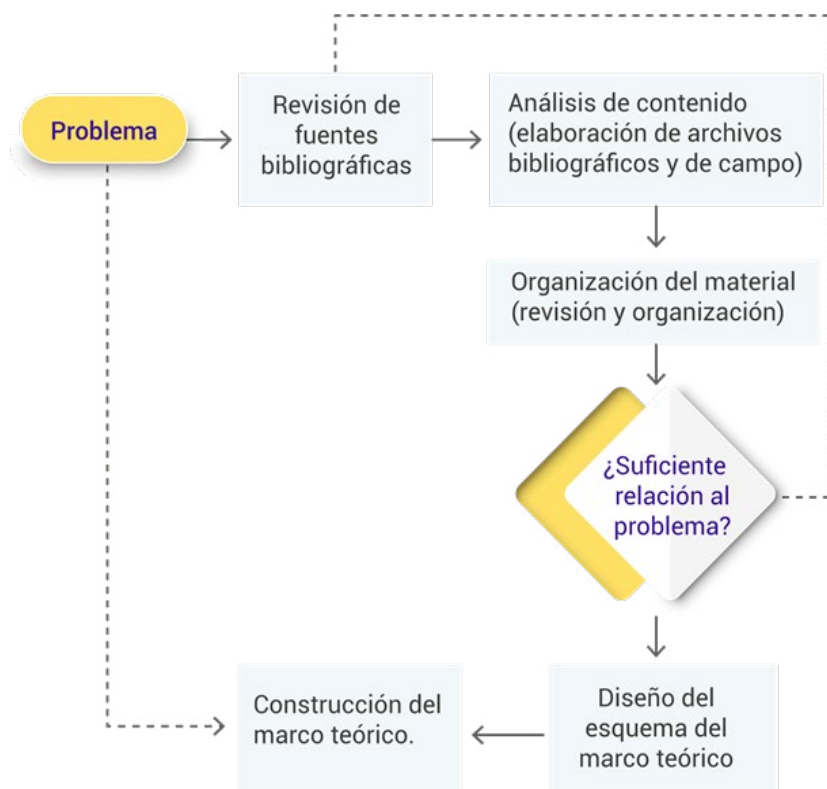 Problema
Revisión de
fuentes
bibliográficas
Análisis de contenido
(elaboración de archivos
bibliográficos y de campo)
Organización del material
(revisión y organización)
¿Suficiente
relación al
problema?
Diseño del
esquema del
marco teórico
Construcción del
marco teórico.